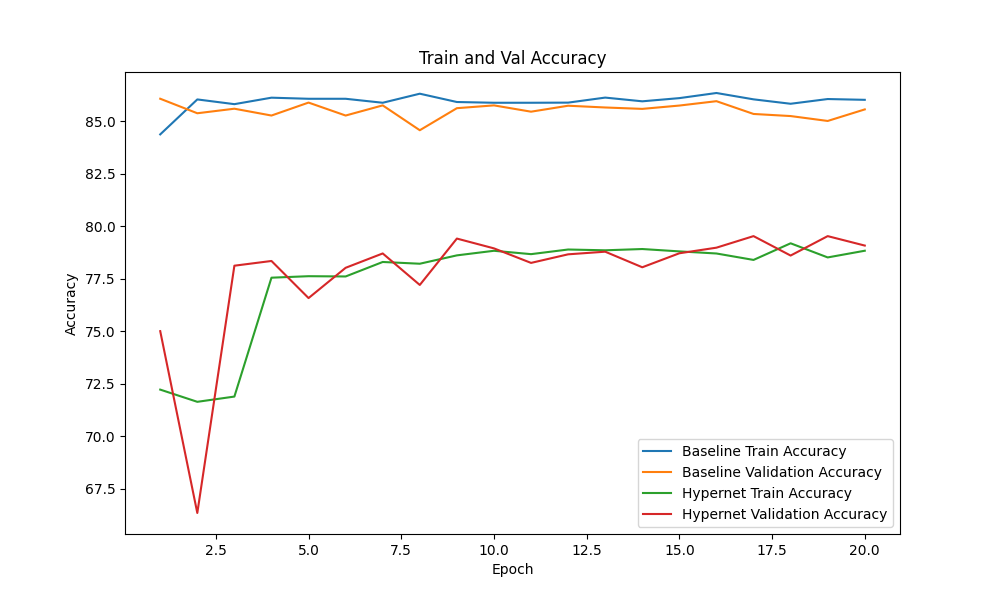 Train and Val Accuracy
85.0
82.5
80.0
77.5
75.0
72.5
70.0
67.5
Accuracy
2.5 5.0 7.5 10.0 12.5 15.0 17.5 20.0
Epoch
Baseline Train Accuracy
Baseline Validation Accuracy
Hypernet Train Accuracy
Hypernet Validation Accuracy